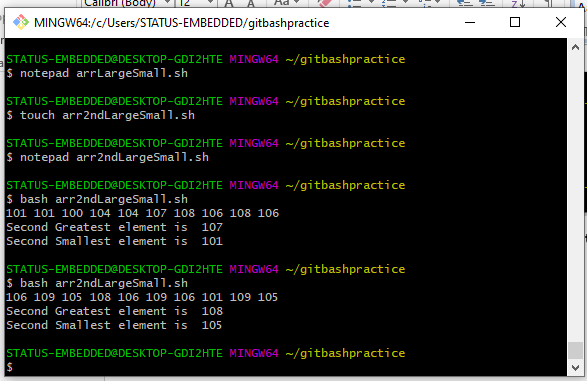 Calibri (Body)
12
MINGW64:/c/Users/STATUS-EMBEDDED/gitbashpractice
STATUS-EMBEDDED@DESKTOP-GDI2HTE MINGW64 ~/gitbashpractice
$ notepad arrLargeSmall.sh
STATUS-EMBEDDED@DESKTOP-GDI2HTE MINGW64 ~/gitbashpractice
$ touch arr2ndLargeSmall.sh
STATUS-EMBEDDED@DESKTOP-GDI2HTE MINGW64 ~/gitbashpractice
$ notepad arr2ndLargeSmall.sh
STATUS-EMBEDDED@DESKTOP-GDI2HTE MINGW64 ~/gitbashpractice
$ bash arr2ndLargeSmall.sh
101 101 100 104 104 107 108 106 108 106
Second Greatest element is  107
Second Smallest element is  101
STATUS-EMBEDDED@DESKTOP-GDI2HTE MINGW64 ~/gitbashpractice
$ bash arr2ndLargeSmall.sh
106 109 105 108 106 109 106 101 109 105
Second Greatest element is  108
Second Smallest element is  105
STATUS-EMBEDDED@DESKTOP-GDI2HTE MINGW64 ~/gitbashpractice
$